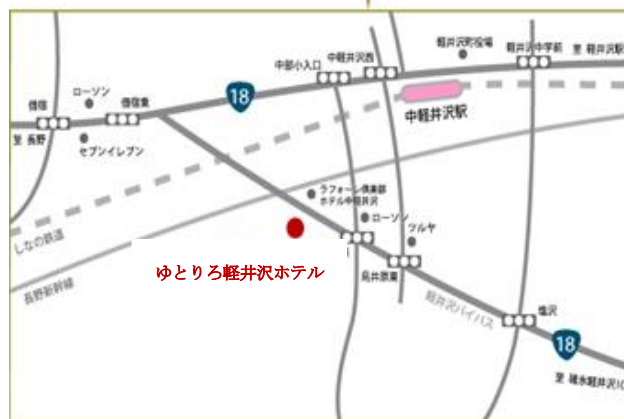 軽井沢町役場
軽井沢中学前
至 軽井沢駅
中軽井沢西
中部小入口
ローソン
借宿
借宿東
18
中軽井沢駅
至 長野
セブンイレブン
ラフォーレ倶楽部
ホテル中軽井沢
ローソン
ツルヤ
しなの鉄道
ゆとりろ軽井沢ホテル
鳥井原東
長野新幹線
軽井沢バイパス
塩沢
18
至 碓氷軽井沢IC